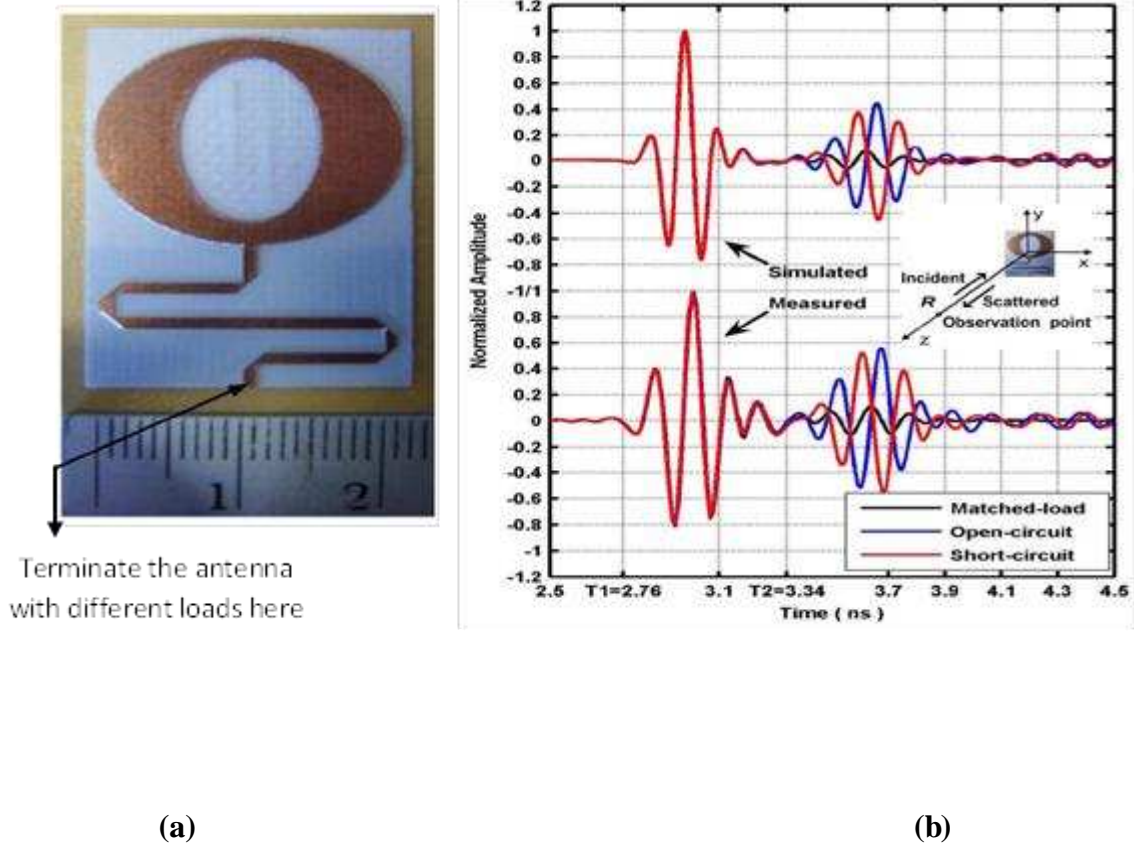 1 2
Terminate the antenna
with different loads here
(a)
Normalized Amplitude
1.2
1
0.8
0.6
0.4
0.2
0
-0.2
-0.4
-0.6
-0.8
-1/1
0.8
0.6
0.4
0.2
0
-0.2
-0.4
-0.6
-0.8
-1
-1.2
Simulated
Measured
y
x
Incident
R
Scattered
Observation point
z
Matched-load
Open-circuit
Short-circuit
2.5 T1=2.76 3.1 T2=3.34 3.7 3.9 4.1 4.3 4.5
Time ( ns )
(b)